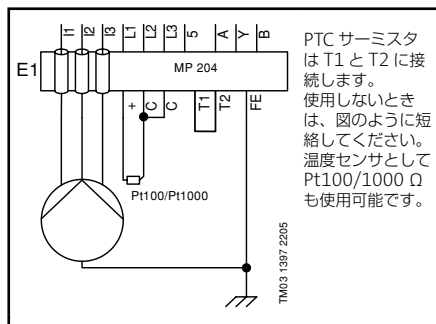 I1
I2
I3
L1
L2
L3
5
A
Y
B
E1
MP 204
+
C
C
T1
T2
FE
Pt100/Pt1000
TM03 1397 2205
PTC サーミスタ
は T1 と T2 に接
続します。
使用しないとき
は、図のように短
絡してください。
温度センサとして
Pt100/1000 Ω
も使用可能です。